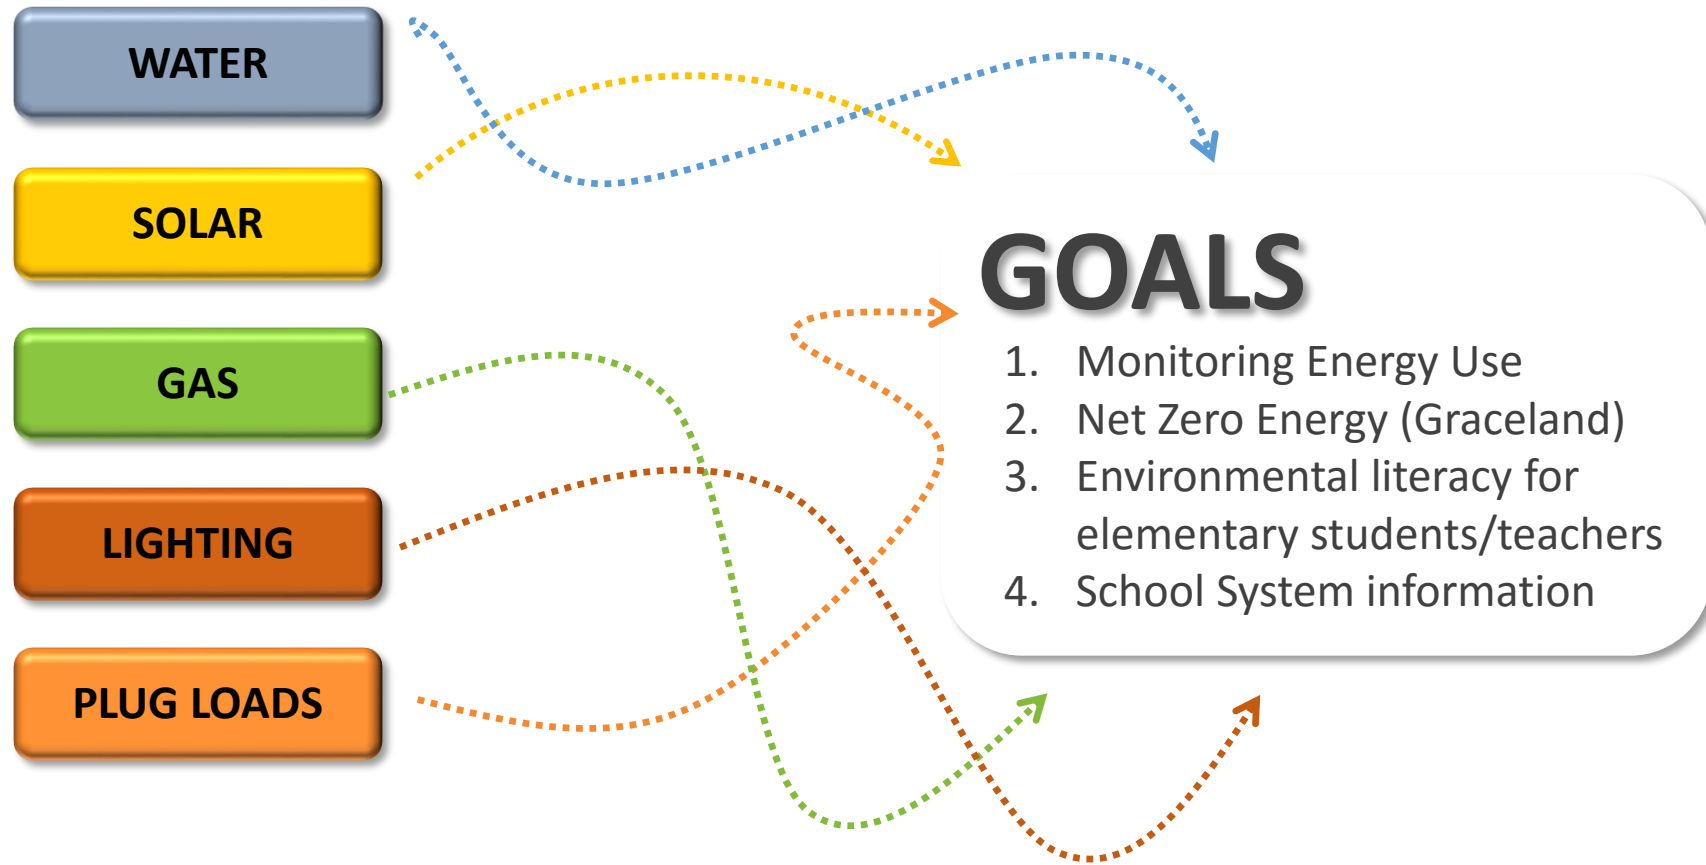 WATER
SOLAR
GAS
LIGHTING
PLUG LOADS
GOALS
1. Monitoring Energy Use
2. Net Zero Energy (Graceland)
3. Environmental literacy for
elementary students/teachers
4. School System information